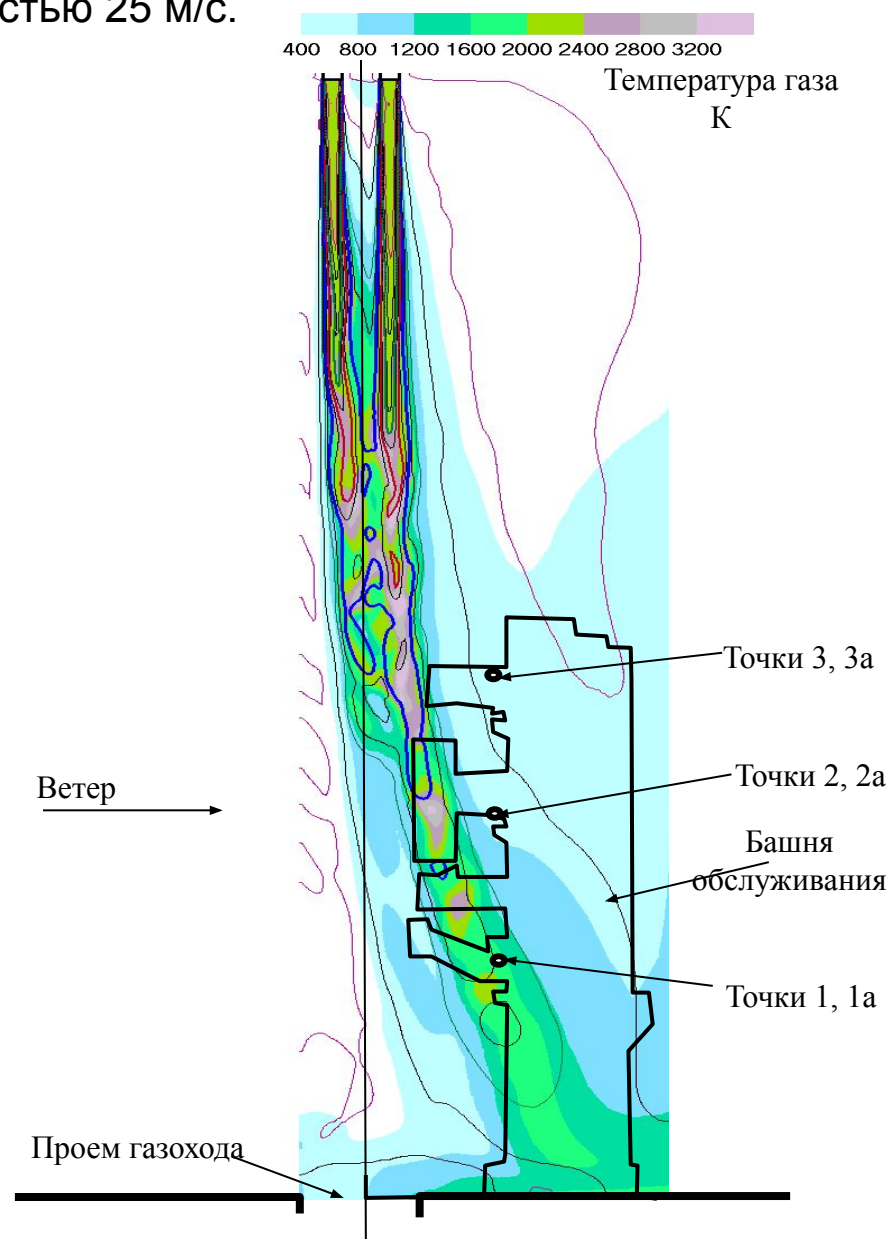 стью 25 м/с.
400 800 1200 1600 2000 2400 2800 3200
Температура газа
К
Точки 3, 3а
Ветер
Точки 2, 2а
Башня
обслуживания
Точки 1, 1а
Проем газохода